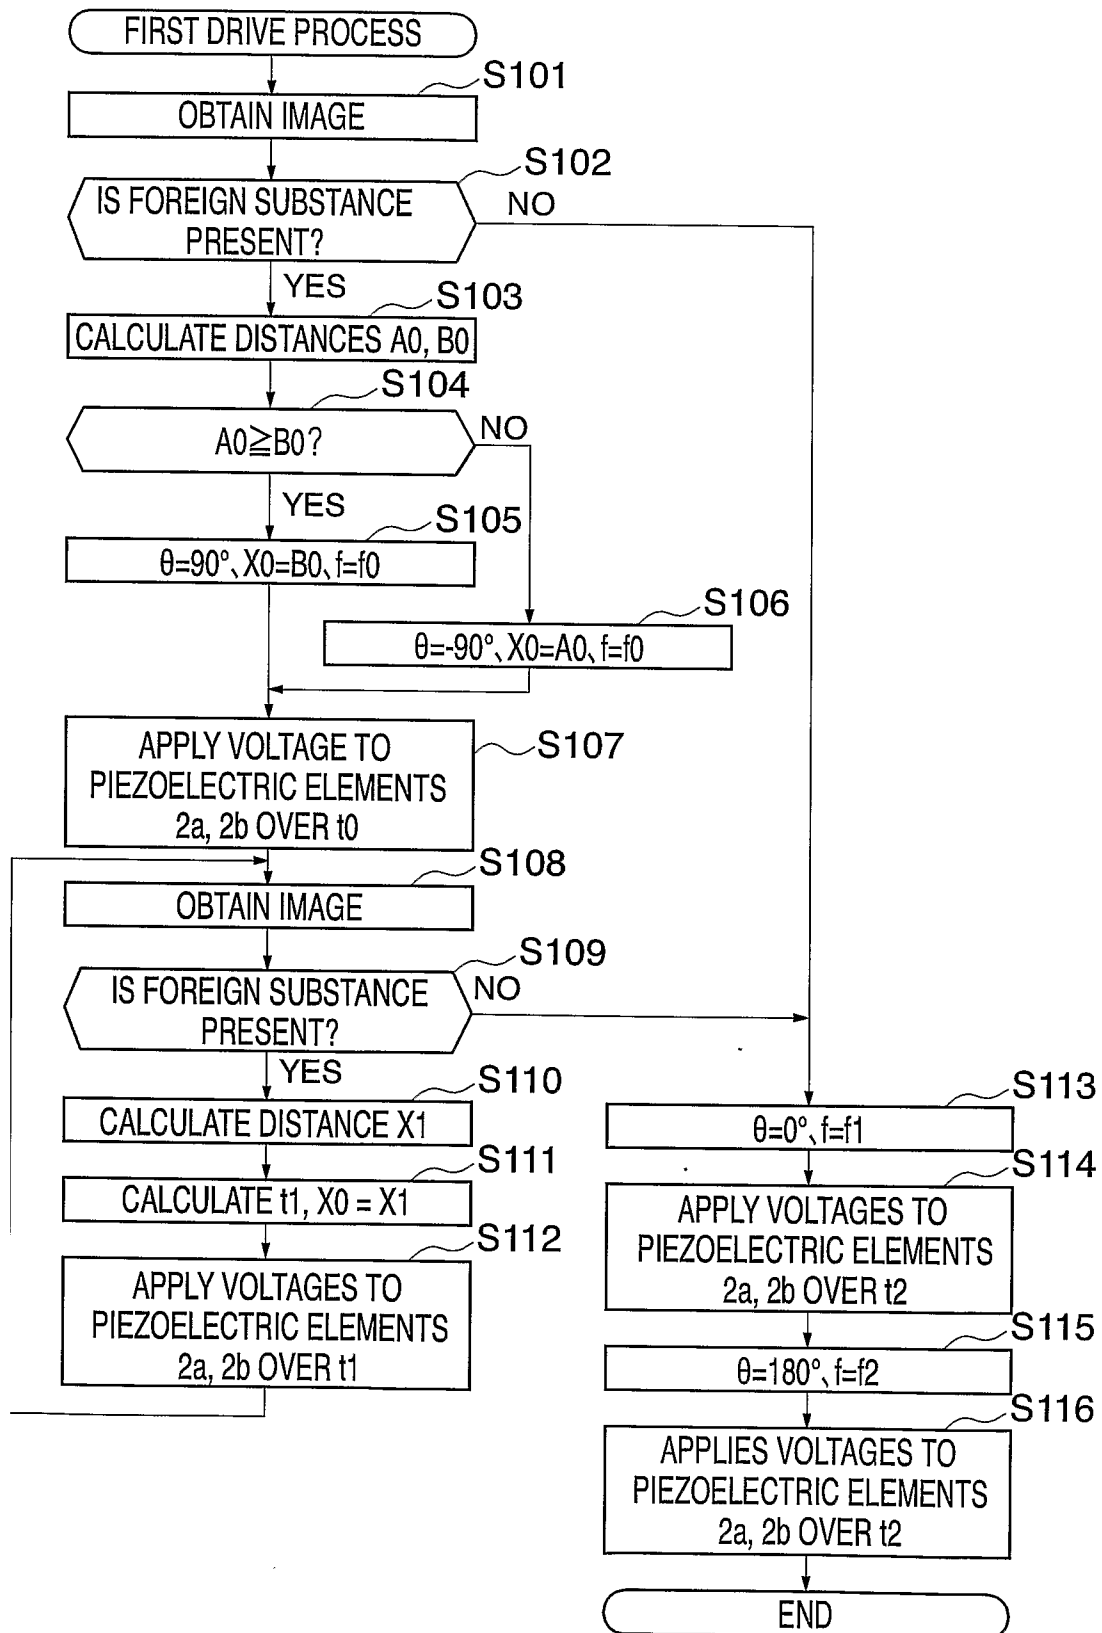 FIRST DRIVE PROCESS
S101
OBTAIN IMAGE
S102
IS FOREIGN SUBSTANCE
PRESENT?
NO
YES
S103
CALCULATE DISTANCES A0, B0
S104
A0≧B0?
NO
YES
S105
θ=90°、X0=B0、f=f0
S106
θ=-90°、X0=A0、f=f0
S107
APPLY VOLTAGE TO
PIEZOELECTRIC ELEMENTS
2a, 2b OVER t0
S108
OBTAIN IMAGE
S109
IS FOREIGN SUBSTANCE
PRESENT?
NO
YES
S110
CALCULATE DISTANCE X1
S111
CALCULATE t1, X0 = X1
S112
APPLY VOLTAGES TO
PIEZOELECTRIC ELEMENTS
2a, 2b OVER t1
S113
θ=0°、f=f1
S114
APPLY VOLTAGES TO
PIEZOELECTRIC ELEMENTS
2a, 2b OVER t2
S115
θ=180°、f=f2
S116
APPLIES VOLTAGES TO
PIEZOELECTRIC ELEMENTS
2a, 2b OVER t2
END